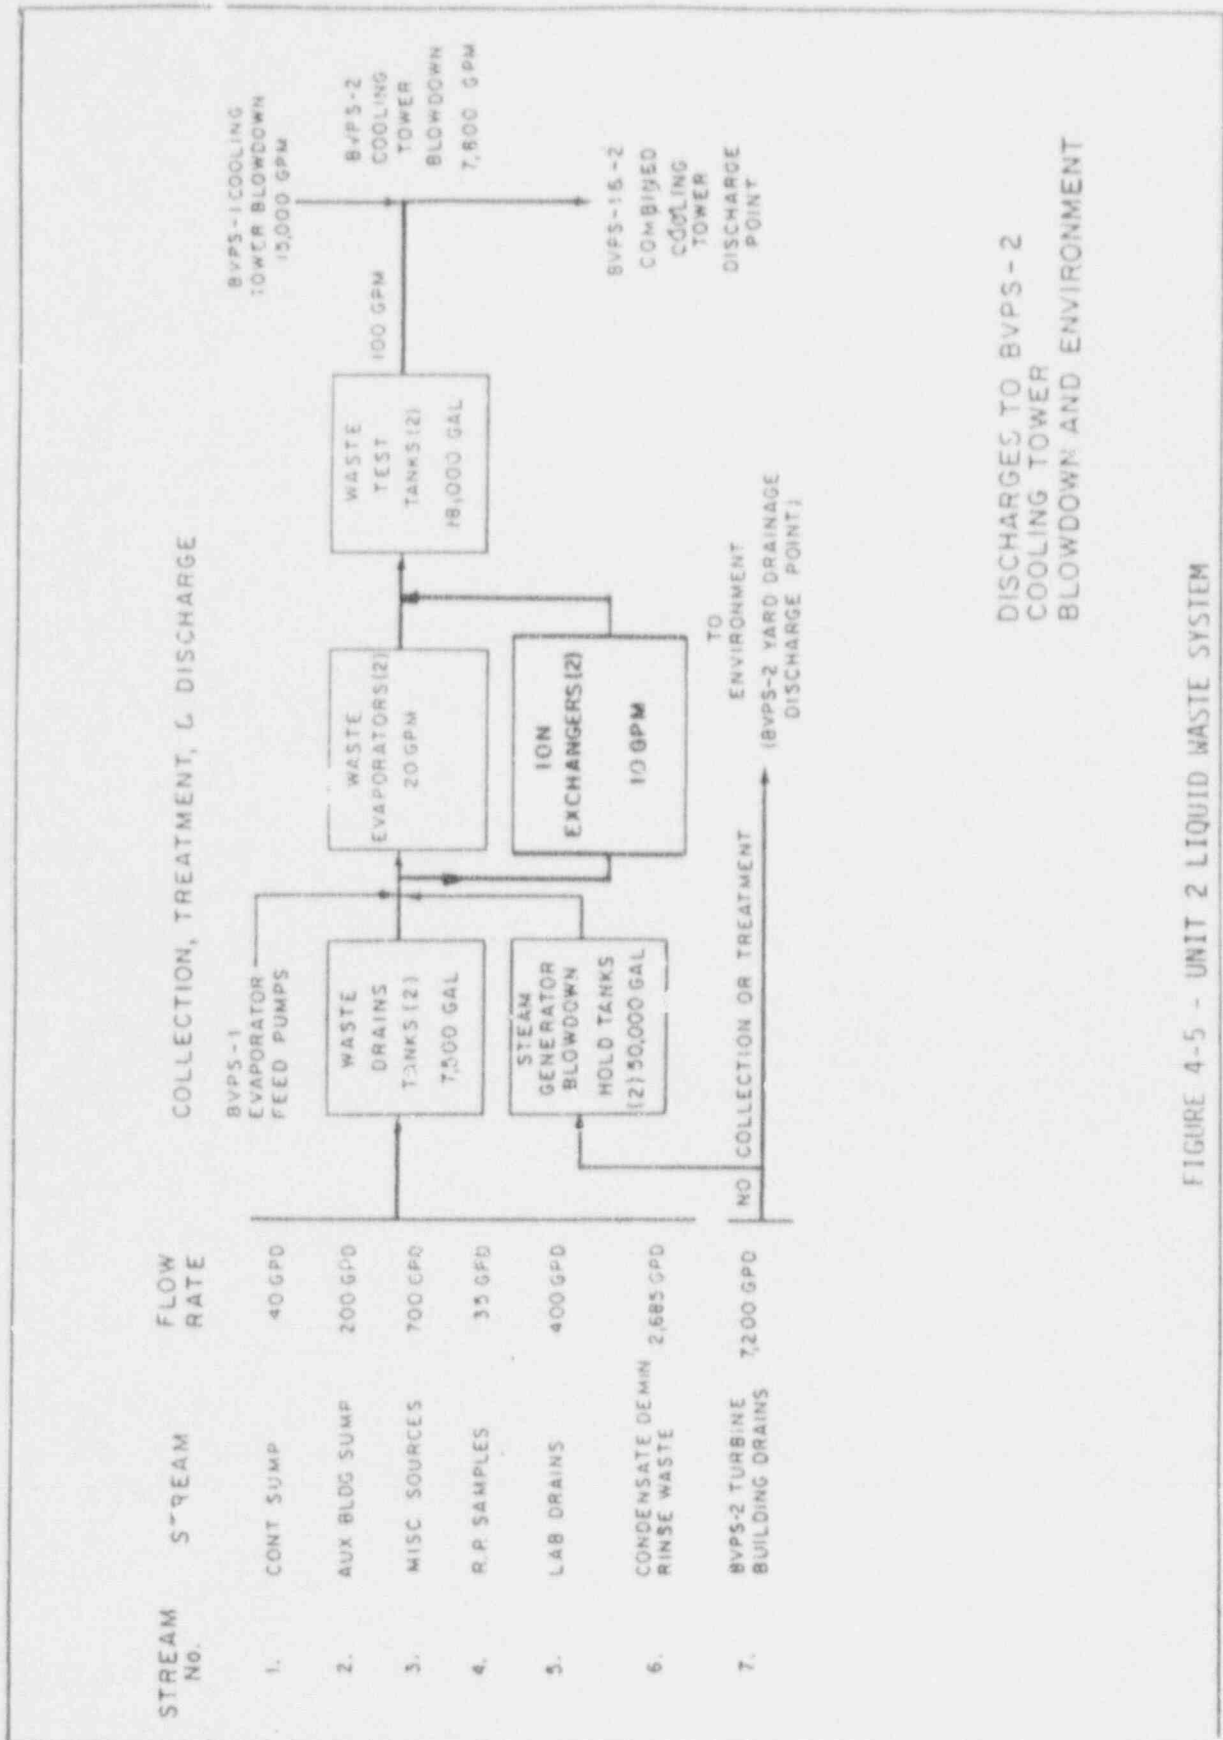 COLLECTION, TREATMENT, & DISCHARGE
STREAM
No.
STREAM
FLOW
RATE
1.
CONT SUMP
40 GPD
2.
AUX BLDG SUMP
200 GPD
3.
MISC SOURCES
700 GPD
4.
R.P. SAMPLES
35 GPD
5.
LAB DRAINS
400 GPD
6.
CONDENSATE DEMIN
RINSE WASTE
2,685 GPD
7.
BVPS-2 TURBINE
BUILDING DRAINS
7,200 GPD
BVPS-1
EVAPORATOR
FEED PUMPS
WASTE
DRAINS
TANKS (2)
7,500 GAL
STEAM
GENERATOR
BLOWDOWN
HOLD TANKS
(2) 50,000 GAL
WASTE
EVAPORATORS (2)
20 GPM
ION
EXCHANGERS (2)
10 GPM
WASTE
TEST
TANKS (2)
18,000 GAL
100 GPM
BVPS-1 COOLING
TOWER BLOWDOWN
15,000 GPM
BVPS-2
COOLING
TOWER
BLOWDOWN
7,800 GPM
BVPS-1&-2
COMBINED
COOLING
TOWER
DISCHARGE
POINT
NO COLLECTION OR TREATMENT
TO
ENVIRONMENT
(BVPS-2 YARD DRAINAGE
DISCHARGE POINT)
DISCHARGES TO BVPS-2
COOLING TOWER
BLOWDOWN AND ENVIRONMENT
FIGURE 4-5 - UNIT 2 LIQUID WASTE SYSTEM